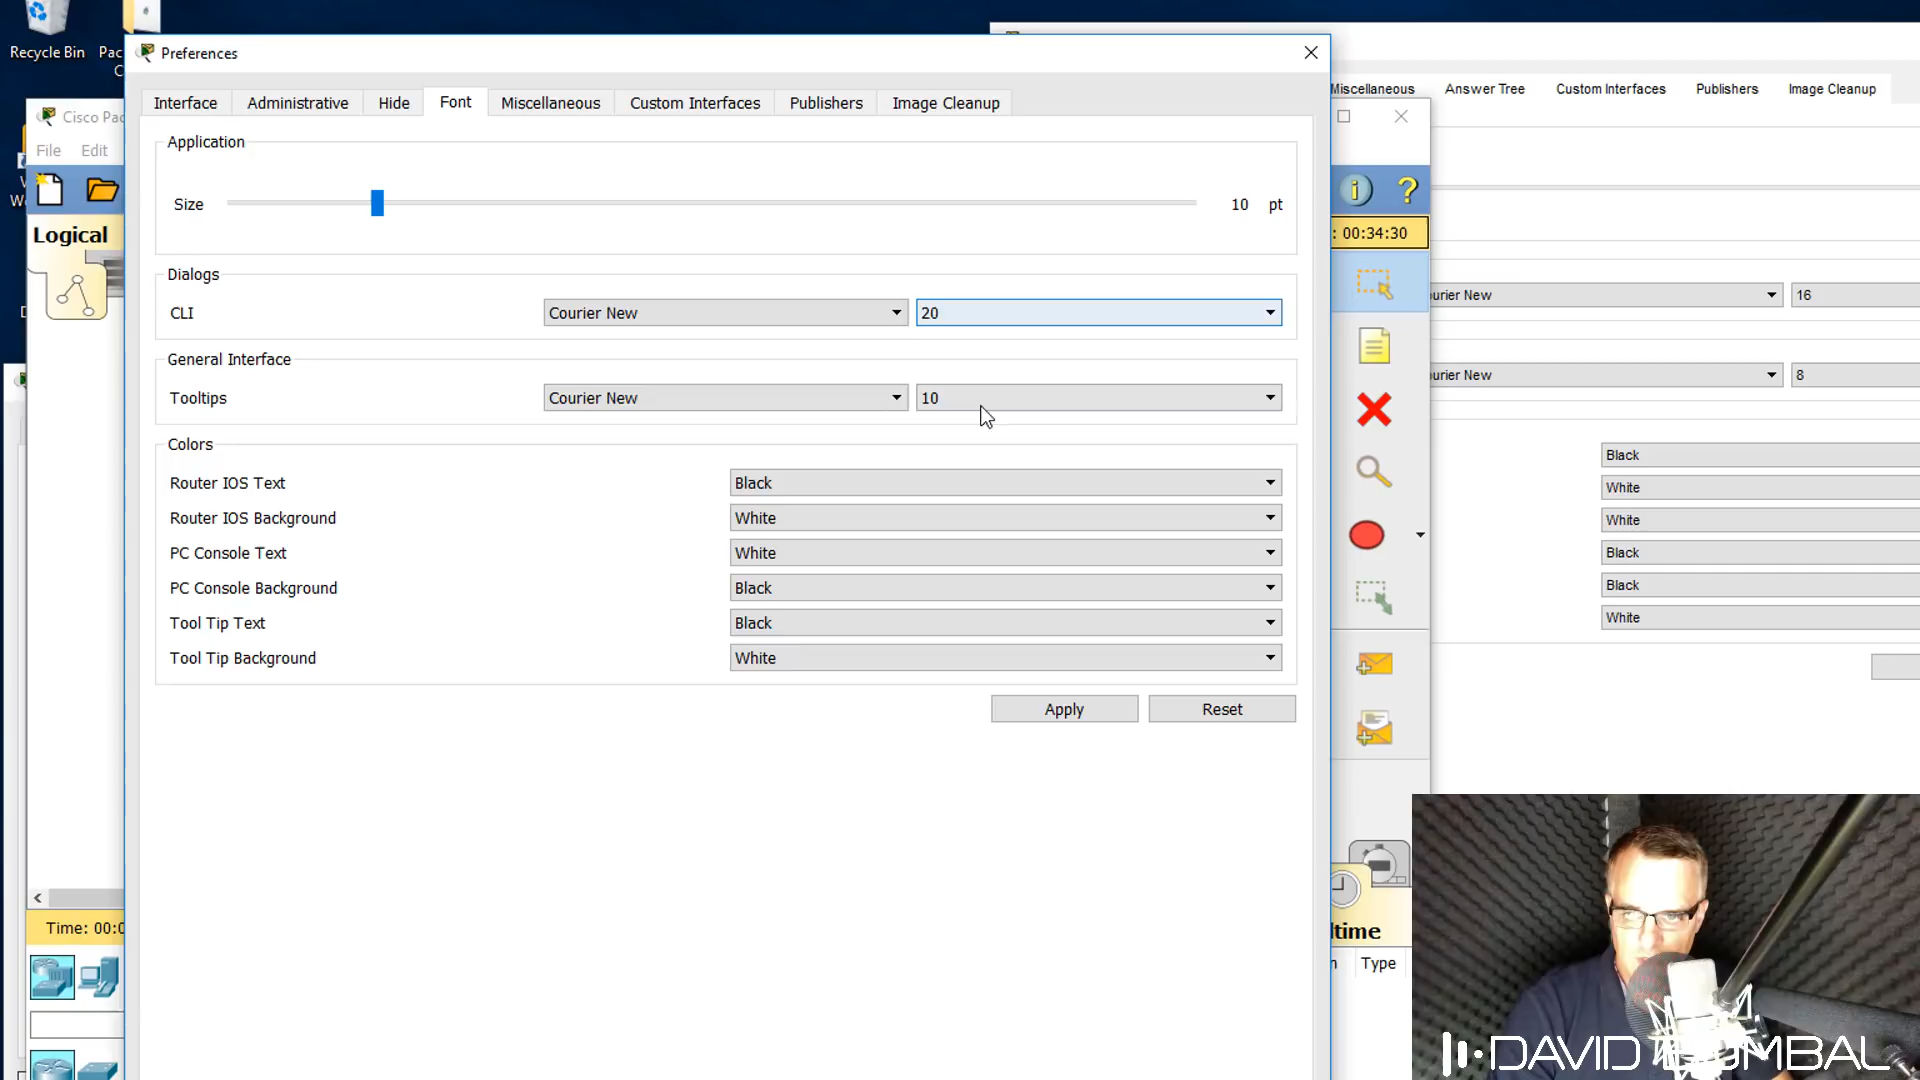 Recycle Bin
Pac
C
Preferences
Interface
Administrative
Hide
Font
Miscellaneous
Custom Interfaces
Publishers
Image Cleanup
Application
Size
10 pt
Dialogs
CLI
Courier New
20
General Interface
Tooltips
Courier New
10
Colors
Router IOS Text
Black
Router IOS Background
White
PC Console Text
White
PC Console Background
Black
Tool Tip Text
Black
Tool Tip Background
White
Apply
Reset
Cisco Pac
File
Edit
Logical
Time: 00:0
: 00:34:30
ltime
n
Type
Miscellaneous
Answer Tree
Custom Interfaces
Publishers
Image Cleanup
urier New
16
urier New
8
Black
White
White
Black
Black
White
DAVID BOMBAL